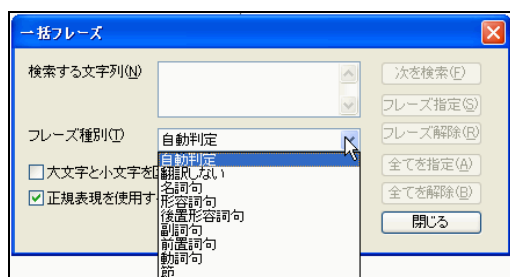 一括フレーズ
検索する文字列(N)
次を検索(F)
フレーズ指定(S)
フレーズ種別(T)
自動判定
フレーズ解除(R)
自動判定
翻訳しない
名詞句
形容詞句
後置形容詞句
副詞句
前置詞句
動詞句
節
大文字と小文字を
正規表現を使用す
全てを指定(A)
全てを解除(B)
閉じる